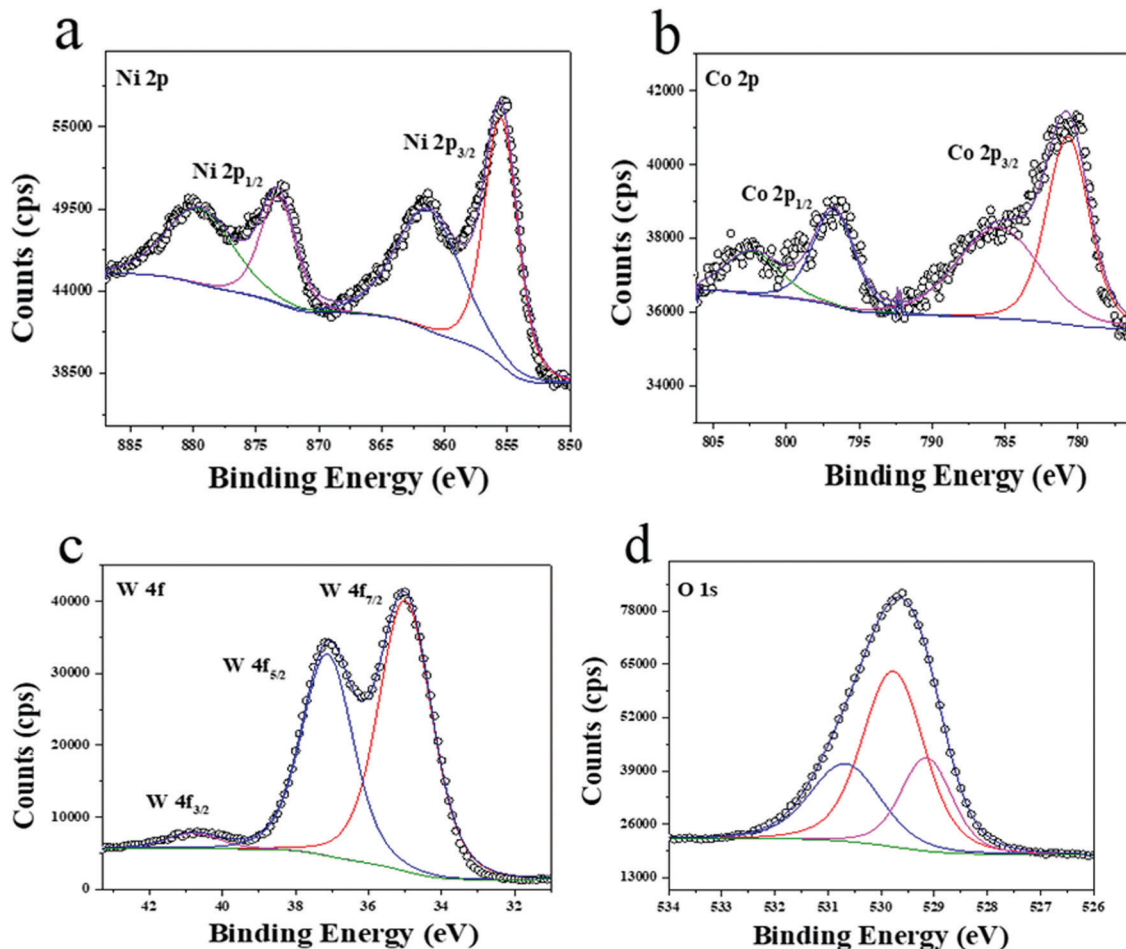 a
Ni 2p
Ni 2p1/2
Ni 2p3/2
Counts (cps)
55000
49500
44000
38500
885 880 875 870 865 860 855 850
Binding Energy (eV)
b
Co 2p
Co 2p1/2
Co 2p3/2
Counts (cps)
42000
40000
38000
36000
34000
805 800 795 790 785 780
Binding Energy (eV)
c
W 4f
W 4f7/2
W 4f5/2
W 4f3/2
Counts (cps)
40000
30000
20000
10000
0
42 40 38 36 34 32
Binding Energy (eV)
d
O 1s
Counts (cps)
78000
65000
52000
39000
26000
13000
534 533 532 531 530 529 528 527 526
Binding Energy (eV)